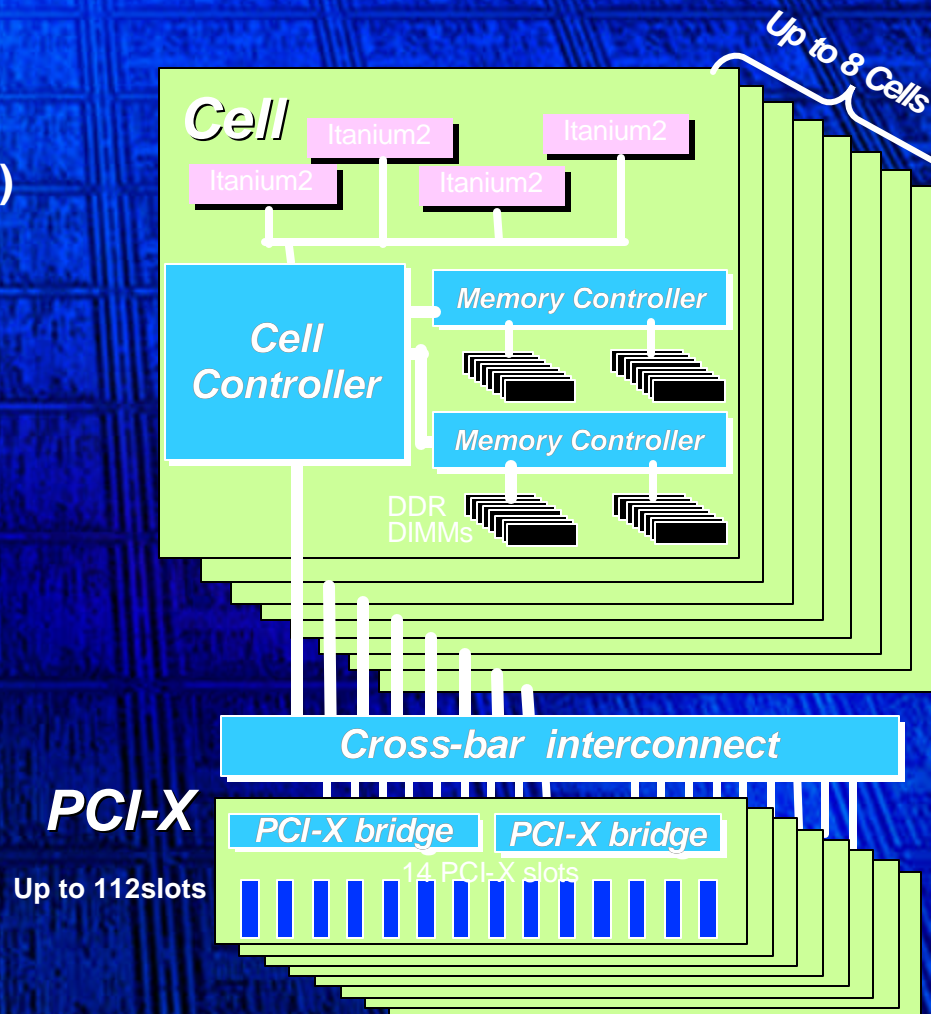 Up to 8 Cells
Cell
Itanium2
Itanium2
)
Itanium2
Itanium2
Cell
Controller
Memory Controller
Memory Controller
DDR
DIMMs
Cross-bar interconnect
PCI-X
PCI-X bridge
PCI-X bridge
14 PCI-X slots
Up to 112slots